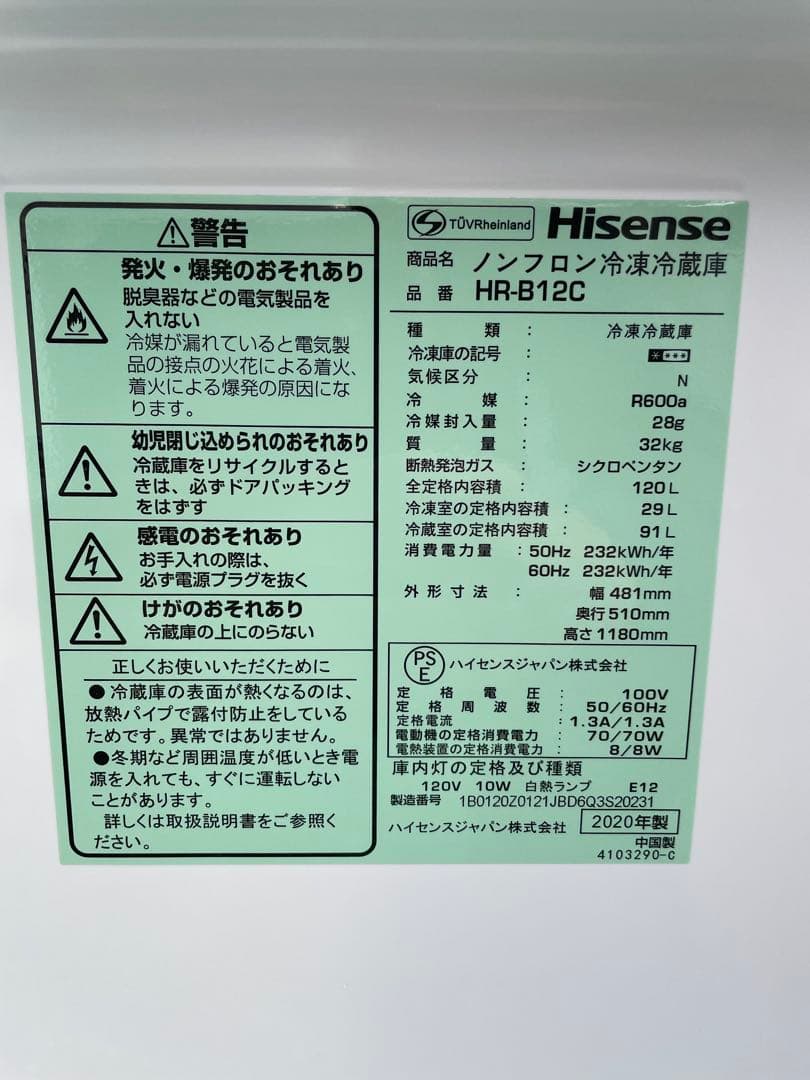 ⚠警告
発火・爆発のおそれあり
脱臭器などの電気製品を
入れない
冷媒が漏れていると電気製
品の接点の火花による着火、
着火による爆発の原因にな
ります。
幼児閉じ込められのおそれあり
冷蔵庫をリサイクルすると
きは、必ずドアパッキング
をはずす
感電のおそれあり
お手入れの際は、
必ず電源プラグを抜く
けがのおそれあり
冷蔵庫の上にのらない
正しくお使いいただくために
●冷蔵庫の表面が熱くなるのは、
放熱パイプで露付防止をしている
ためです。異常ではありません。
●冬期など周囲温度が低いとき電
源を入れても、すぐに運転しない
ことがあります。
詳しくは取扱説明書をご参照く
ださい。
TÜVRheinland Hisense
商品名 ノンフロン冷凍冷蔵庫
品番 HR-B12C
種類 : 冷凍冷蔵庫
冷凍庫の記号 : * ***
気候区分 : N
冷媒 : R600a
冷媒封入量 : 28g
質量 : 32kg
断熱発泡ガス : シクロペンタン
全定格内容積 : 120L
冷凍室の定格内容積 : 29L
冷蔵室の定格内容積 : 91L
消費電力量 : 50Hz 232kWh/年
60Hz 232kWh/年
外形寸法 : 幅 481mm
奥行510mm
高さ1180mm
PSE ハイセンスジャパン株式会社
定格電圧 : 100V
定格周波数 : 50/60Hz
定格電流 : 1.3A/1.3A
電動機の定格消費電力 : 70/70W
電熱装置の定格消費電力 : 8/8W
庫内灯の定格及び種類
120V 10W 白熱ランプ E12
製造番号 1B0120Z0121JBD6Q3S20231
ハイセンスジャパン株式会社 2020年製
中国製
4103290-C